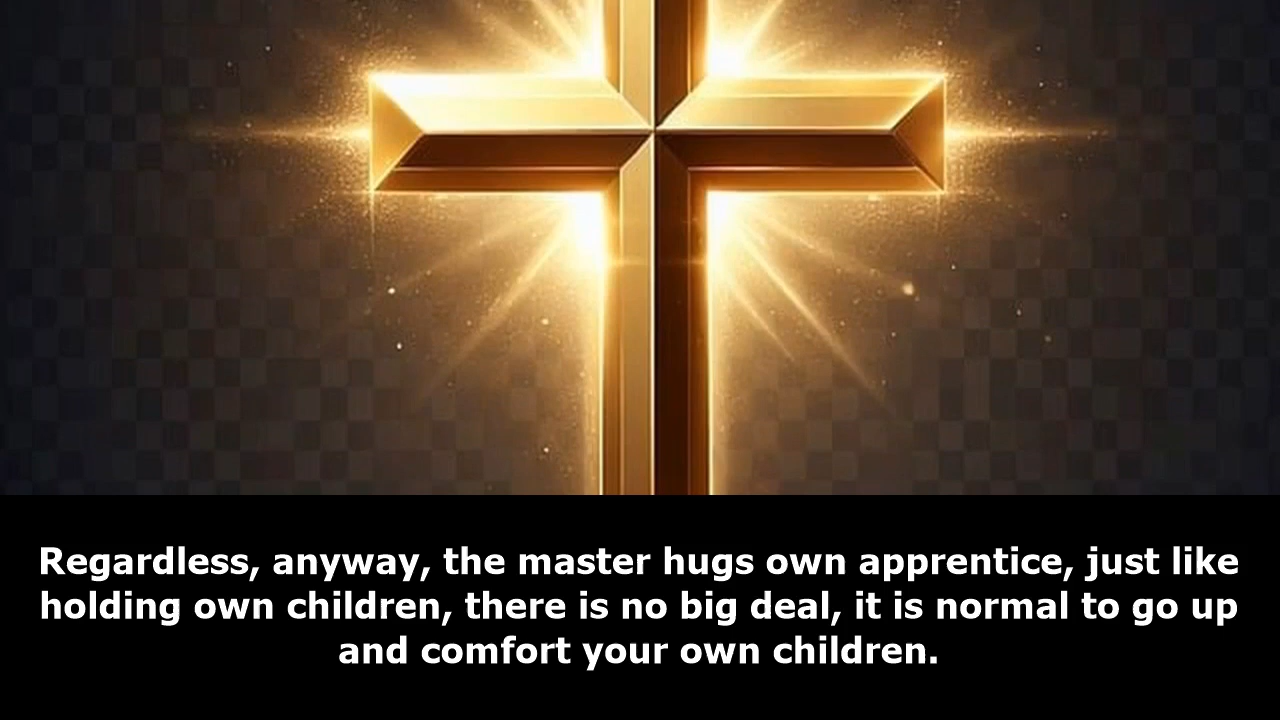 Regardless, anyway, the master hugs own apprentice, just like
holding own children, there is no big deal, it is normal to go up
and comfort your own children.